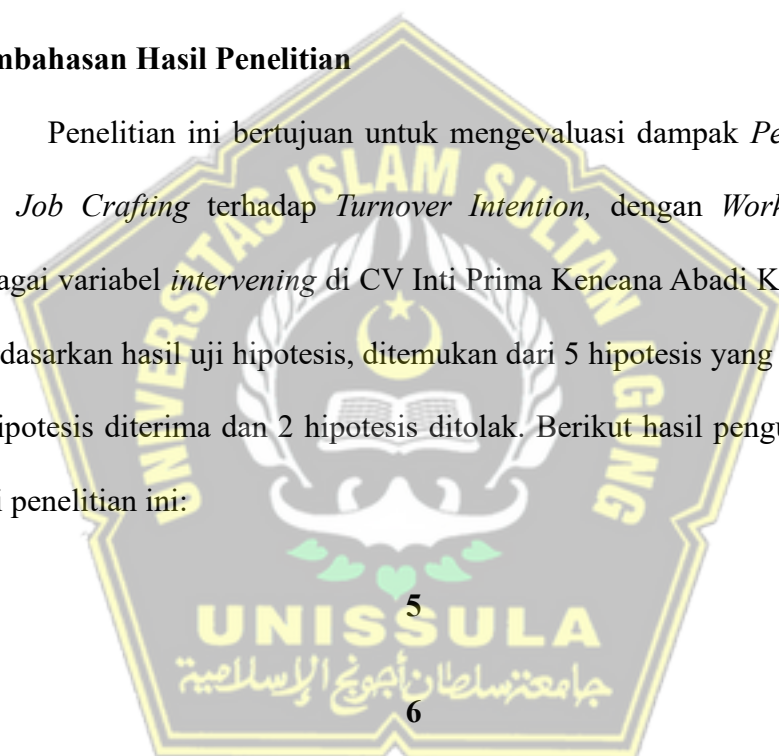 mbahasan Hasil Penelitian
Penelitian ini bertujuan untuk mengevaluasi dampak Pe
Job Crafting terhadap Turnover Intention, dengan Work
agai variabel intervening di CV Inti Prima Kencana Abadi K
dasarkan hasil uji hipotesis, ditemukan dari 5 hipotesis yang
ipotesis diterima dan 2 hipotesis ditolak. Berikut hasil pengu
i penelitian ini:
UNIVERSITAS ISLAM SULTAN AGUNG
5
UNISSULA
جامعة سلطان أجونج الإسلامية
6